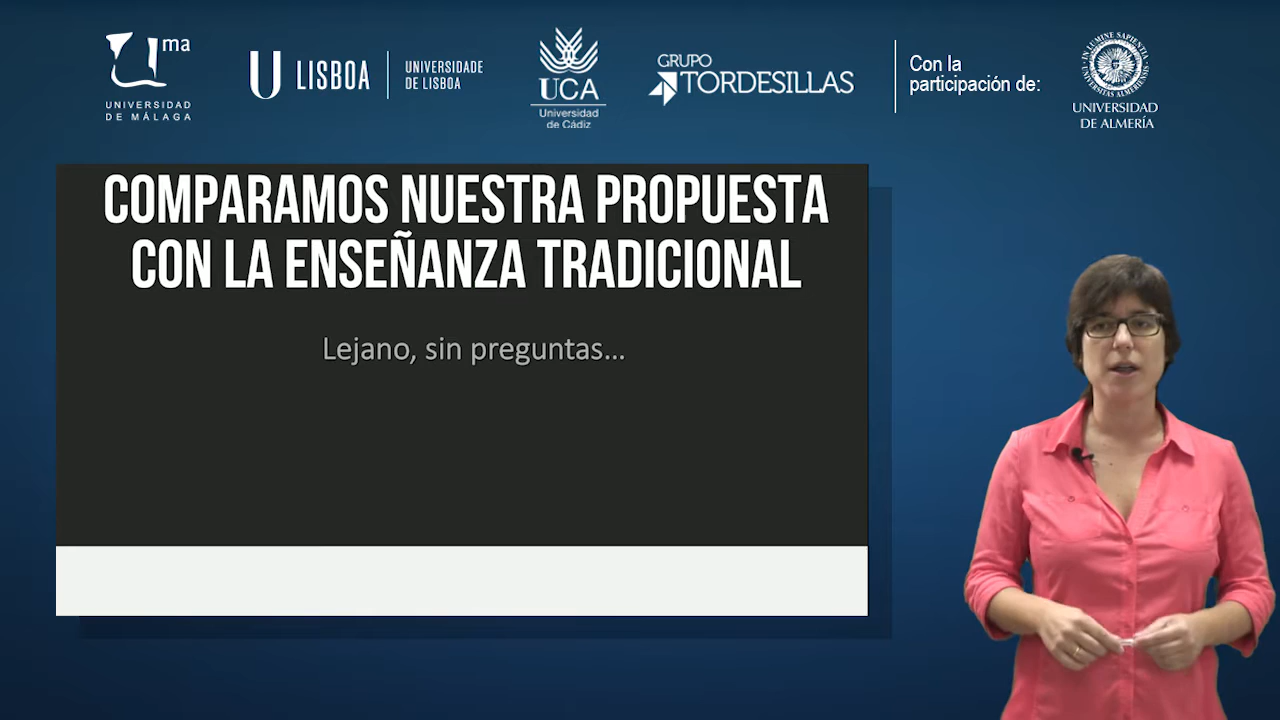 uma
UNIVERSIDAD
DE MÁLAGA
U LISBOA
UNIVERSIDADE
DE LISBOA
UCA
Universidad
de Cádiz
GRUPO
TORDESILLAS
Con la
participación de:
UNIVERSIDAD
DE ALMERÍA
COMPARAMOS NUESTRA PROPUESTA
CON LA ENSEÑANZA TRADICIONAL
Lejano, sin preguntas...